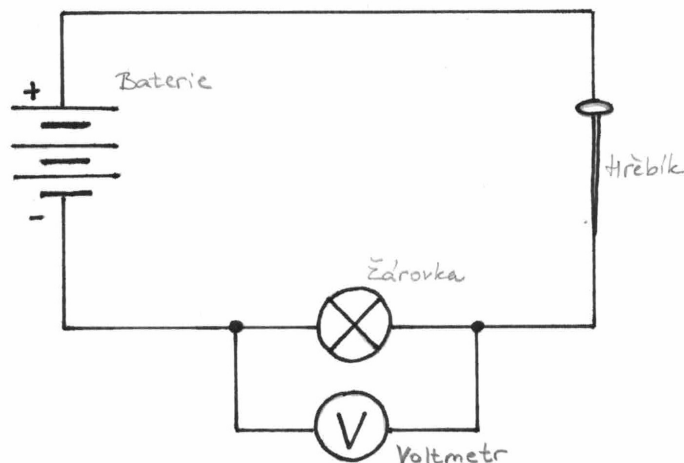 Baterie
+
-
Hřebík
Žárovka
V
Voltmetr